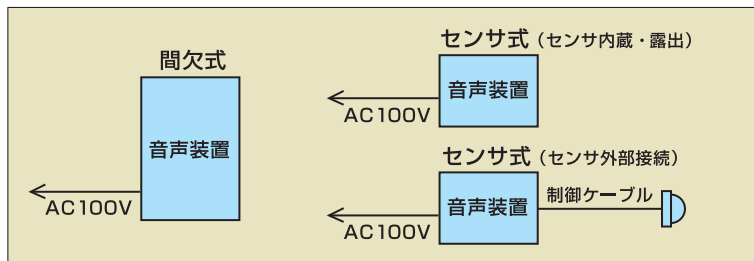 間欠式
音声装置
AC100V
センサ式（センサ内蔵・露出）
音声装置
AC100V
センサ式（センサ外部接続）
音声装置
制御ケーブル
AC100V